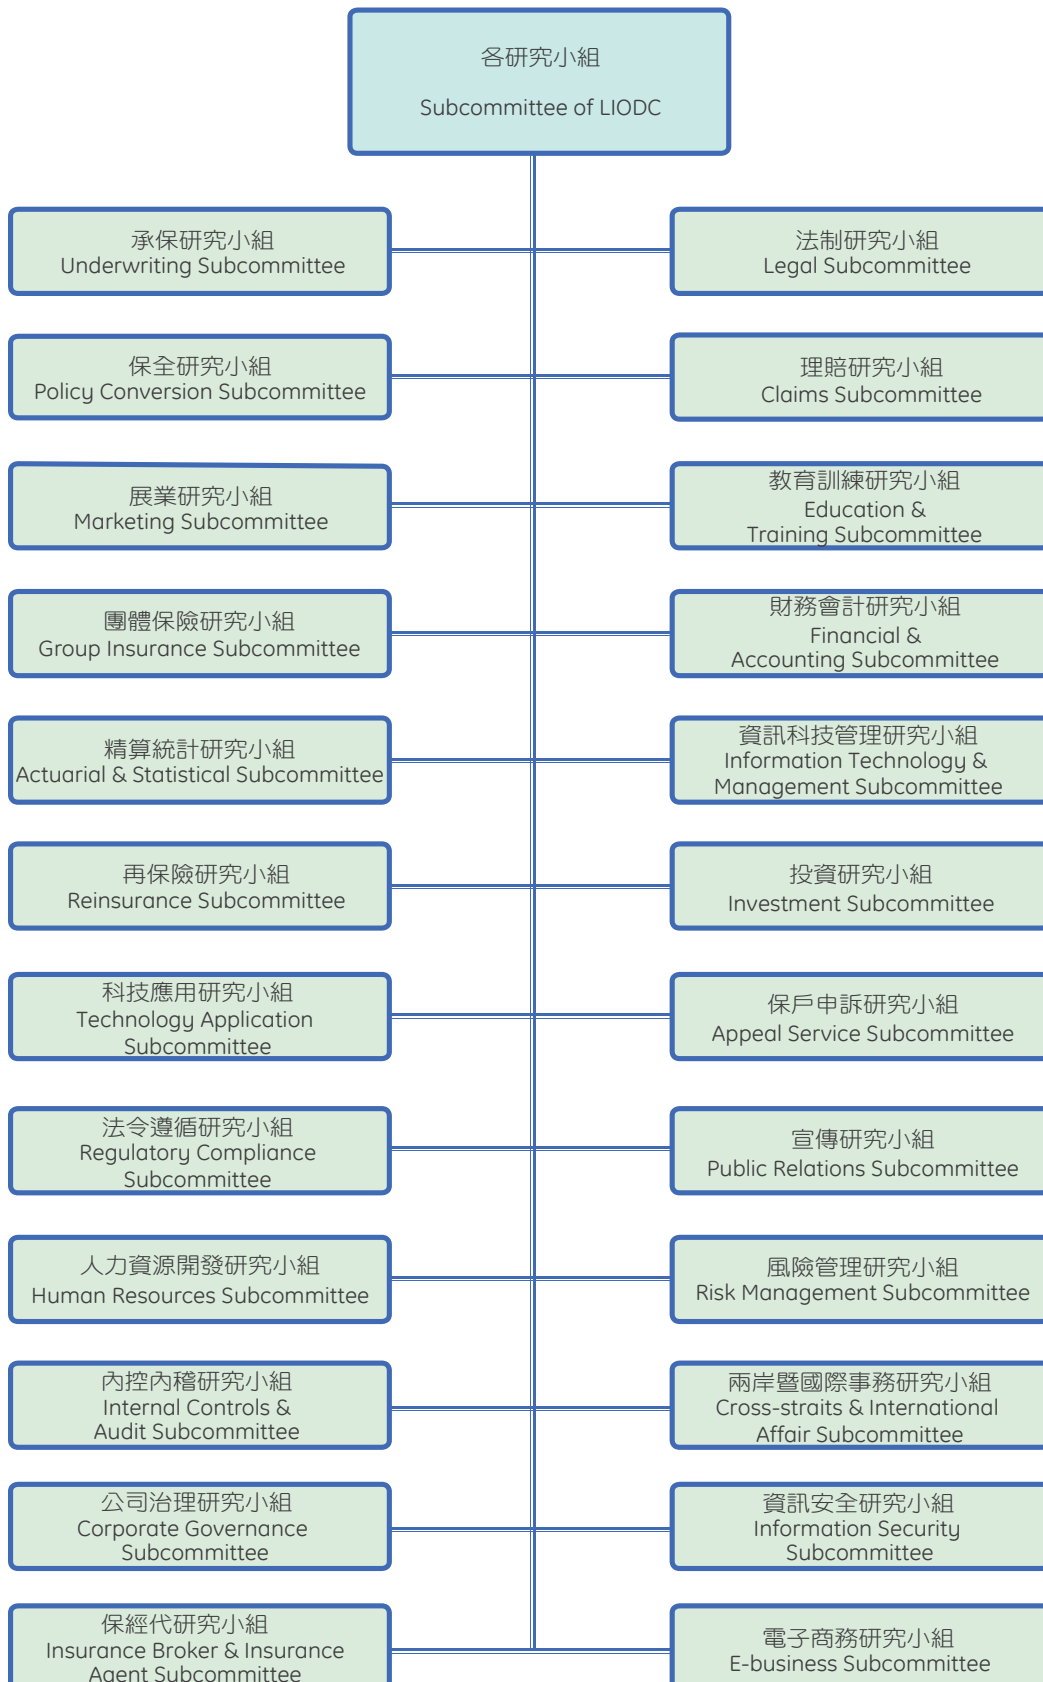 各研究小組
Subcommittee of LIODC
承保研究小組
Underwriting Subcommittee
法制研究小組
Legal Subcommittee
保全研究小組
Policy Conversion Subcommittee
理賠研究小組
Claims Subcommittee
展業研究小組
Marketing Subcommittee
教育訓練研究小組
Education &
Training Subcommittee
團體保險研究小組
Group Insurance Subcommittee
財務會計研究小組
Financial &
Accounting Subcommittee
精算統計研究小組
Actuarial & Statistical Subcommittee
資訊科技管理研究小組
Information Technology &
Management Subcommittee
再保險研究小組
Reinsurance Subcommittee
投資研究小組
Investment Subcommittee
科技應用研究小組
Technology Application
Subcommittee
保戶申訴研究小組
Appeal Service Subcommittee
法令遵循研究小組
Regulatory Compliance
Subcommittee
宣傳研究小組
Public Relations Subcommittee
人力資源開發研究小組
Human Resources Subcommittee
風險管理研究小組
Risk Management Subcommittee
內控內稽研究小組
Internal Controls &
Audit Subcommittee
兩岸暨國際事務研究小組
Cross-straits & International
Affair Subcommittee
公司治理研究小組
Corporate Governance
Subcommittee
資訊安全研究小組
Information Security
Subcommittee
保經代研究小組
Insurance Broker & Insurance
Agent Subcommittee
電子商務研究小組
E-business Subcommittee